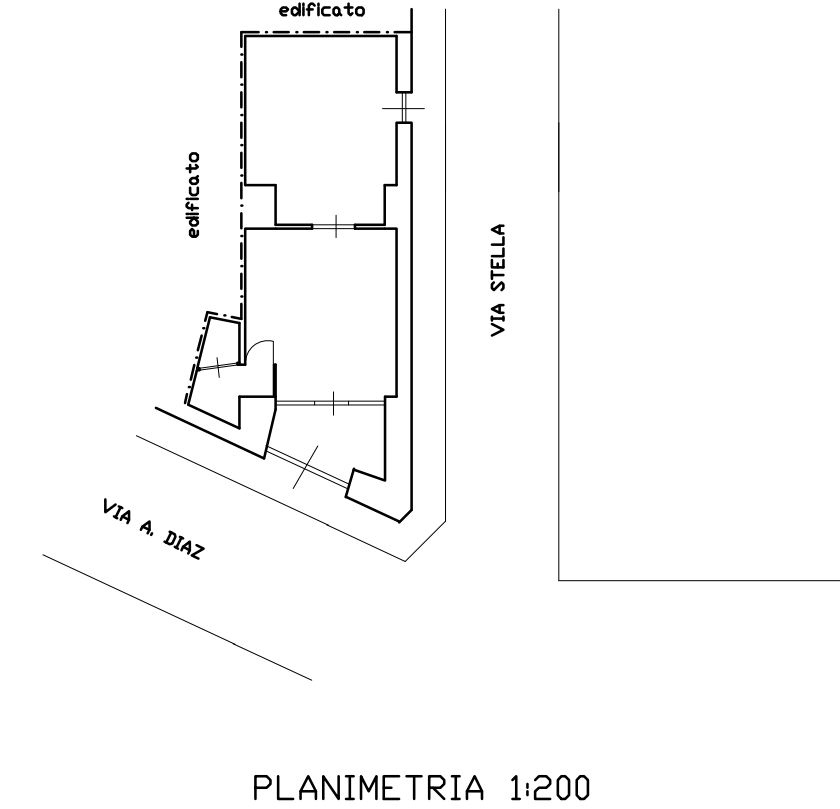 edificato
edificato
VIA STELLA
VIA A. DIAZ
PLANIMETRIA 1:200